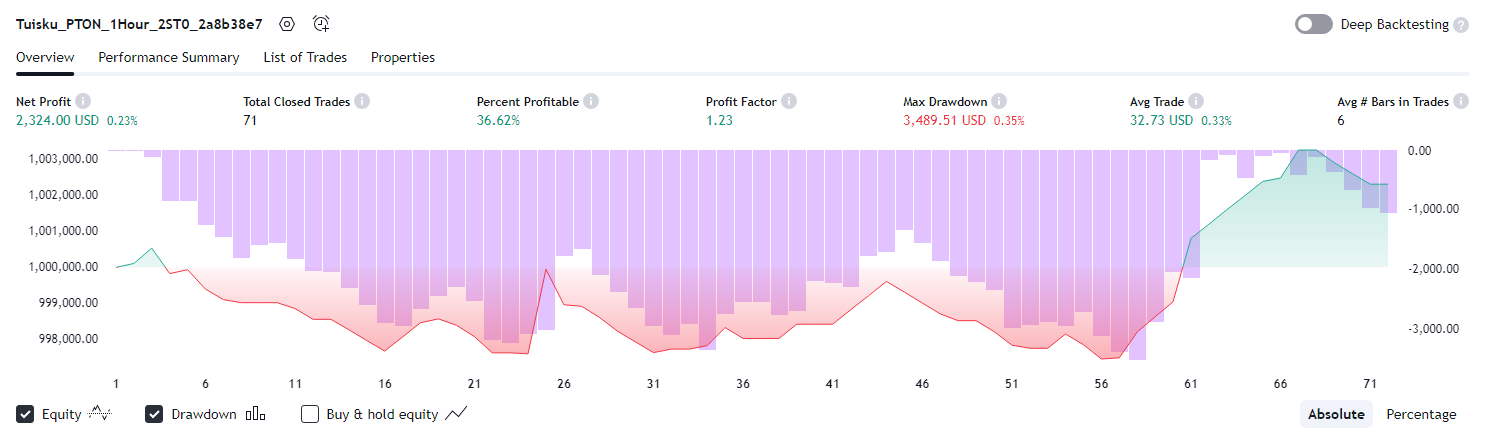 Tuisku_PTON_1Hour_2ST0_2a8b38e7 Deep Backtesting ?
Overview Performance Summary List of Trades Properties
Net Profit i Total Closed Trades i Percent Profitable i Profit Factor i Max Drawdown i Avg Trade i Avg # Bars in Trades i
2,324.00 USD 0.23% 71 36.62% 1.23 3,489.51 USD 0.35% 32.73 USD 0.33% 6
1,003,000.00 0.00
1,002,000.00
1,001,000.00 -1,000.00
1,000,000.00 -2,000.00
999,000.00
998,000.00 -3,000.00
1 6 11 16 21 26 31 36 41 46 51 56 61 66 71
Equity Drawdown Buy & hold equity Absolute Percentage